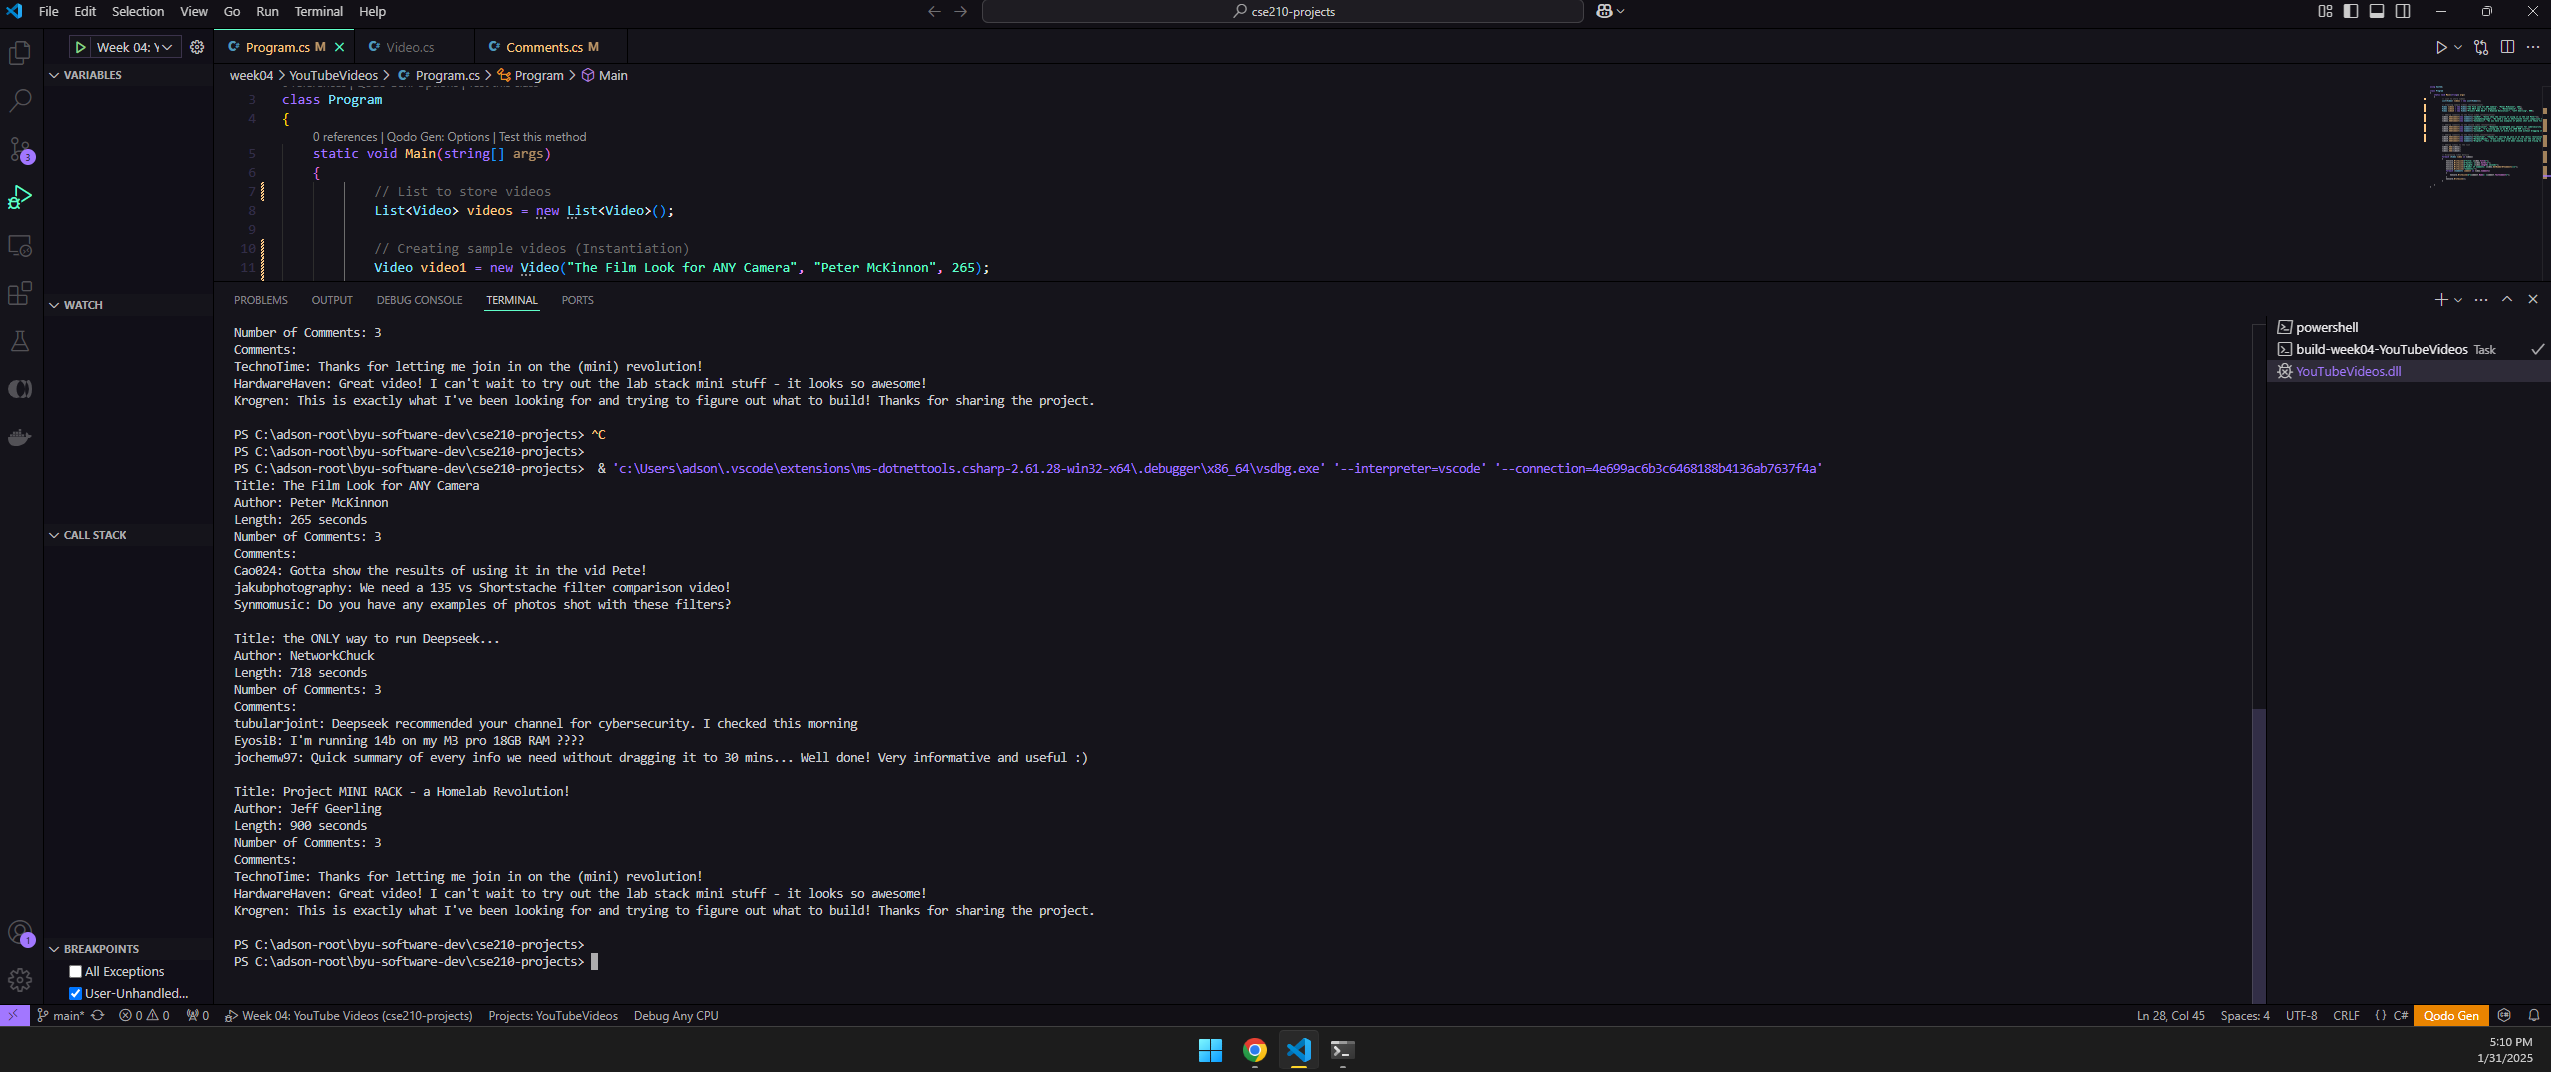 File Edit Selection View Go Run Terminal Help
cse210-projects
Week 04: Y
Program.cs M
Video.cs
Comments.cs M
VARIABLES
week04 > YouTubeVideos > Program.cs > Program > Main
3 class Program
4 {
0 references | Qodo Gen: Options | Test this method
5 static void Main(string[] args)
6 {
7 // List to store videos
8 List<Video> videos = new List<Video>();
9
10 // Creating sample videos (Instantiation)
11 Video video1 = new Video("The Film Look for ANY Camera", "Peter McKinnon", 265);
WATCH
CALL STACK
BREAKPOINTS
All Exceptions
User-Unhandled...
3
1
PROBLEMS OUTPUT DEBUG CONSOLE TERMINAL PORTS
Number of Comments: 3
Comments:
TechnoTime: Thanks for letting me join in on the (mini) revolution!
HardwareHaven: Great video! I can't wait to try out the lab stack mini stuff - it looks so awesome!
Krogren: This is exactly what I've been looking for and trying to figure out what to build! Thanks for sharing the project.
PS C:\adson-root\byu-software-dev\cse210-projects> ^C
PS C:\adson-root\byu-software-dev\cse210-projects>
PS C:\adson-root\byu-software-dev\cse210-projects> & 'c:\Users\adson\.vscode\extensions\ms-dotnettools.csharp-2.61.28-win32-x64\.debugger\x86_64\vsdbg.exe' '--interpreter=vscode' '--connection=4e699ac6b3c6468188b4136ab7637f4a'
Title: The Film Look for ANY Camera
Author: Peter McKinnon
Length: 265 seconds
Number of Comments: 3
Comments:
Cao024: Gotta show the results of using it in the vid Pete!
jakubphotography: We need a 135 vs Shortstache filter comparison video!
Synmomusic: Do you have any examples of photos shot with these filters?
Title: the ONLY way to run Deepseek...
Author: NetworkChuck
Length: 718 seconds
Number of Comments: 3
Comments:
tubularjoint: Deepseek recommended your channel for cybersecurity. I checked this morning
EyosiB: I'm running 14b on my M3 pro 18GB RAM ????
jochemw97: Quick summary of every info we need without dragging it to 30 mins... Well done! Very informative and useful :)
Title: Project MINI RACK - a Homelab Revolution!
Author: Jeff Geerling
Length: 900 seconds
Number of Comments: 3
Comments:
TechnoTime: Thanks for letting me join in on the (mini) revolution!
HardwareHaven: Great video! I can't wait to try out the lab stack mini stuff - it looks so awesome!
Krogren: This is exactly what I've been looking for and trying to figure out what to build! Thanks for sharing the project.
PS C:\adson-root\byu-software-dev\cse210-projects>
PS C:\adson-root\byu-software-dev\cse210-projects>
powershell
build-week04-YouTubeVideos Task
YouTubeVideos.dll
main* 0 0 0 Week 04: YouTube Videos (cse210-projects) Projects: YouTubeVideos Debug Any CPU
Ln 28, Col 45 Spaces: 4 UTF-8 CRLF {} C# Qodo Gen
5:10 PM
1/31/2025